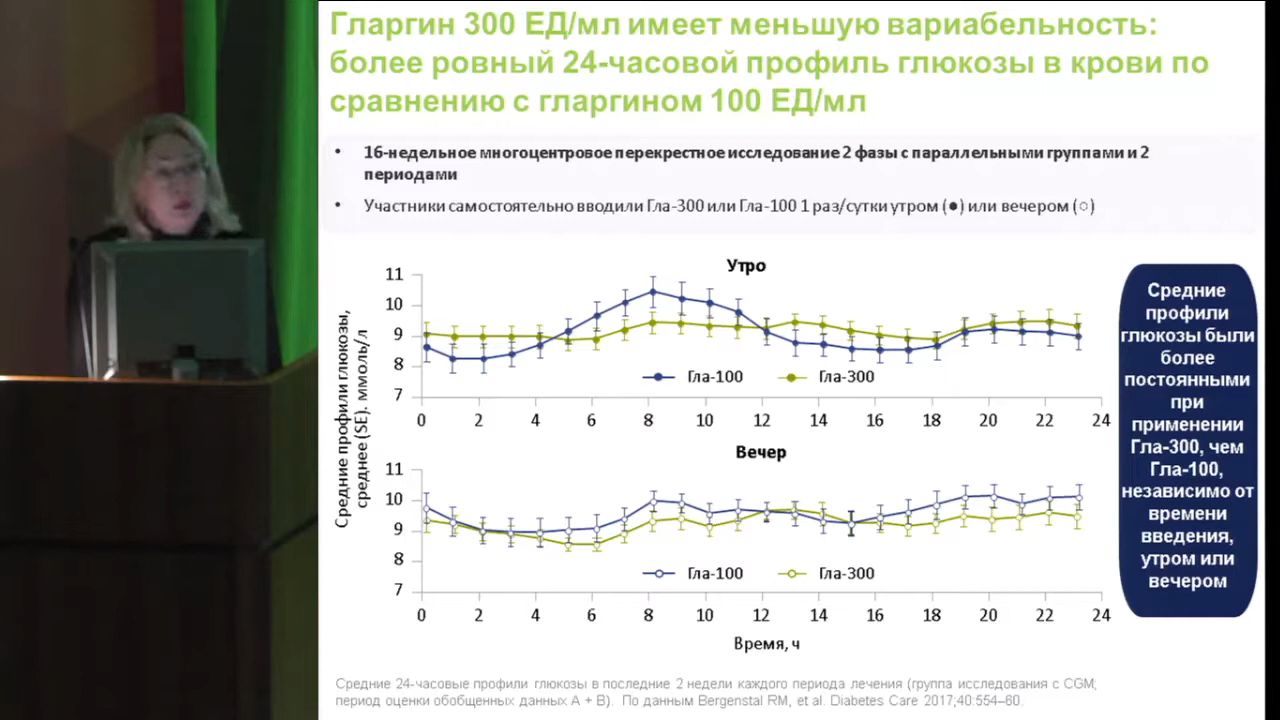 Гларгин 300 ЕД/мл имеет меньшую вариабельность:
более ровный 24-часовой профиль глюкозы в крови по
сравнению с гларгином 100 ЕД/мл
• 16-недельное многоцентровое перекрестное исследование 2 фазы с параллельными группами и 2
периодами
• Участники самостоятельно вводили Гла-300 или Гла-100 1 раз/сутки утром (●) или вечером (○)
Средние профили глюкозы,
среднее (SE). ммоль/л
Утро
11
10
9
8
7
Гла-100 Гла-300
0 2 4 6 8 10 12 14 16 18 20 22 24
Вечер
11
10
9
8
7
Гла-100 Гла-300
0 2 4 6 8 10 12 14 16 18 20 22 24
Время, ч
Средние
профили
глюкозы были
более
постоянными
при
применении
Гла-300, чем
Гла-100,
независимо от
времени
введения,
утром или
вечером
Средние 24-часовые профили глюкозы в последние 2 недели каждого периода лечения (группа исследования с CGM;
период оценки обобщенных данных A + B). По данным Bergenstal RM, et al. Diabetes Care 2017;40:554–60.